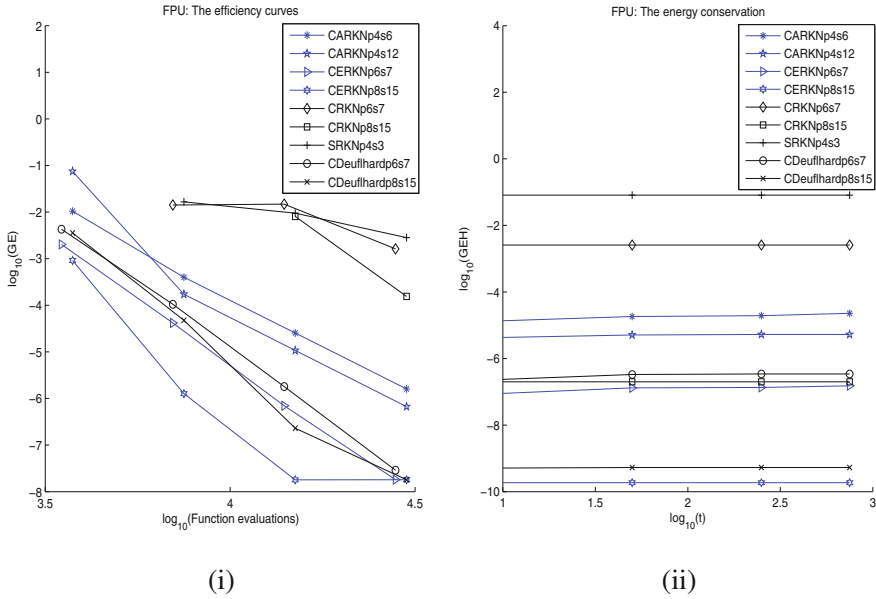 FPU: The efficiency curves
CARKNp4s6
CARKNp4s12
CERKNp6s7
CERKNp8s15
CRKNp6s7
CRKNp8s15
SRKNp4s3
CDeuflhardp6s7
CDeuflhardp8s15
2
1
0
−1
−2
−3
−4
−5
−6
−7
−8
log10(GE)
3.5
4
4.5
log10(Function evaluations)
(i)
FPU: The energy conservation
CARKNp4s6
CARKNp4s12
CERKNp6s7
CERKNp8s15
CRKNp6s7
CRKNp8s15
SRKNp4s3
CDeuflhardp6s7
CDeuflhardp8s15
4
2
0
−2
−4
−6
−8
−10
log10(GEH)
1
1.5
2
2.5
3
log10(t)
(ii)